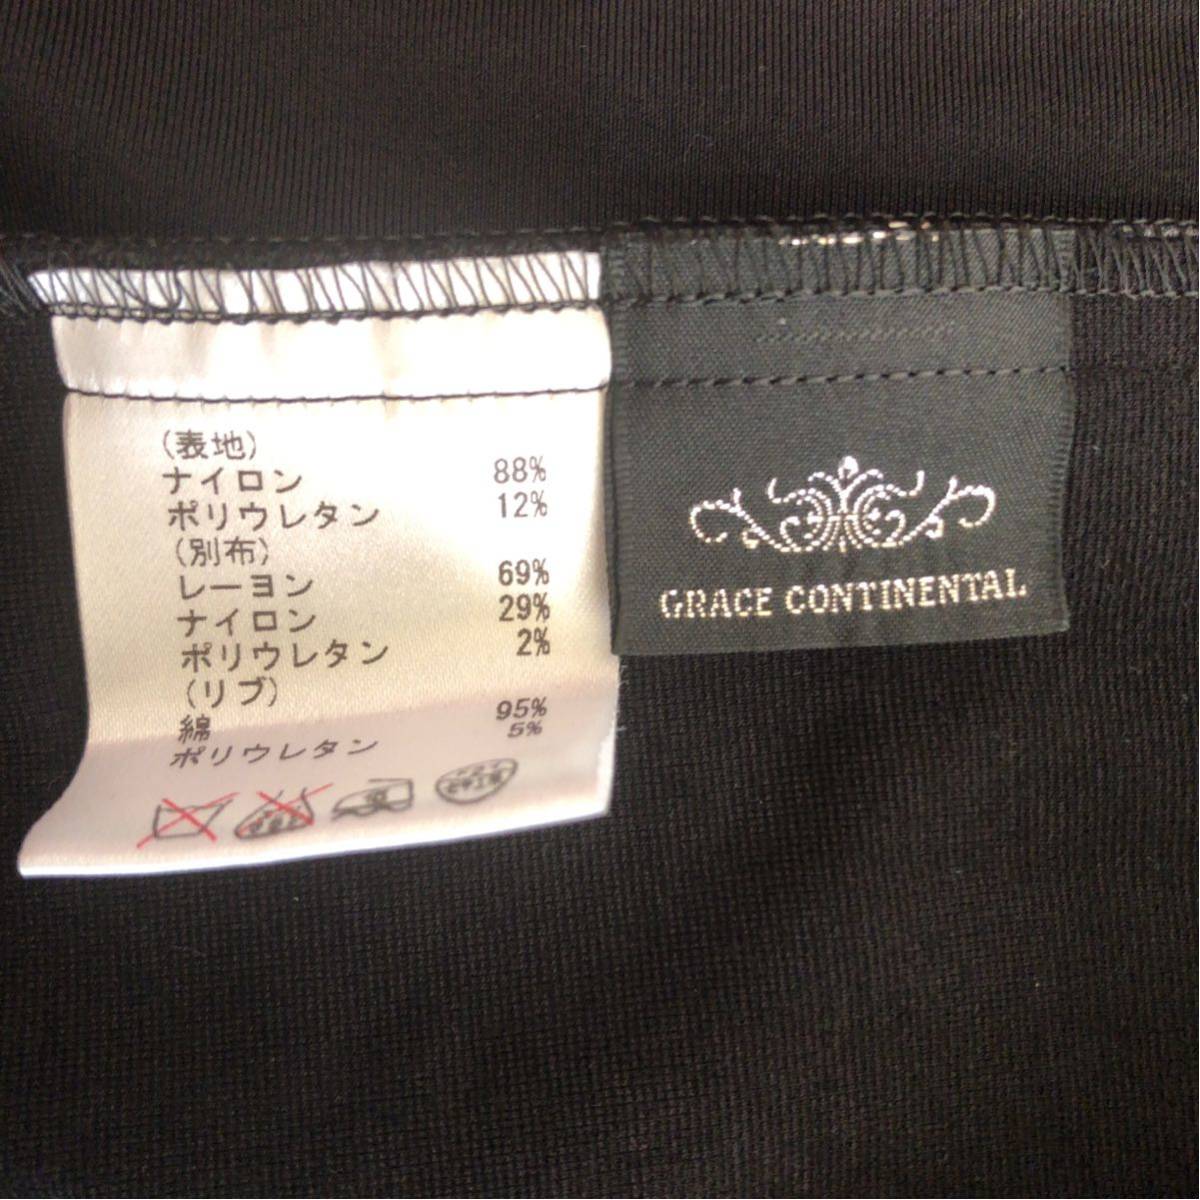 (表地)
ナイロン 88%
ポリウレタン 12%
(別布)
レーヨン 69%
ナイロン 29%
ポリウレタン 2%
(リブ)
綿 95%
ポリウレタン 5%
GRACE CONTINENTAL